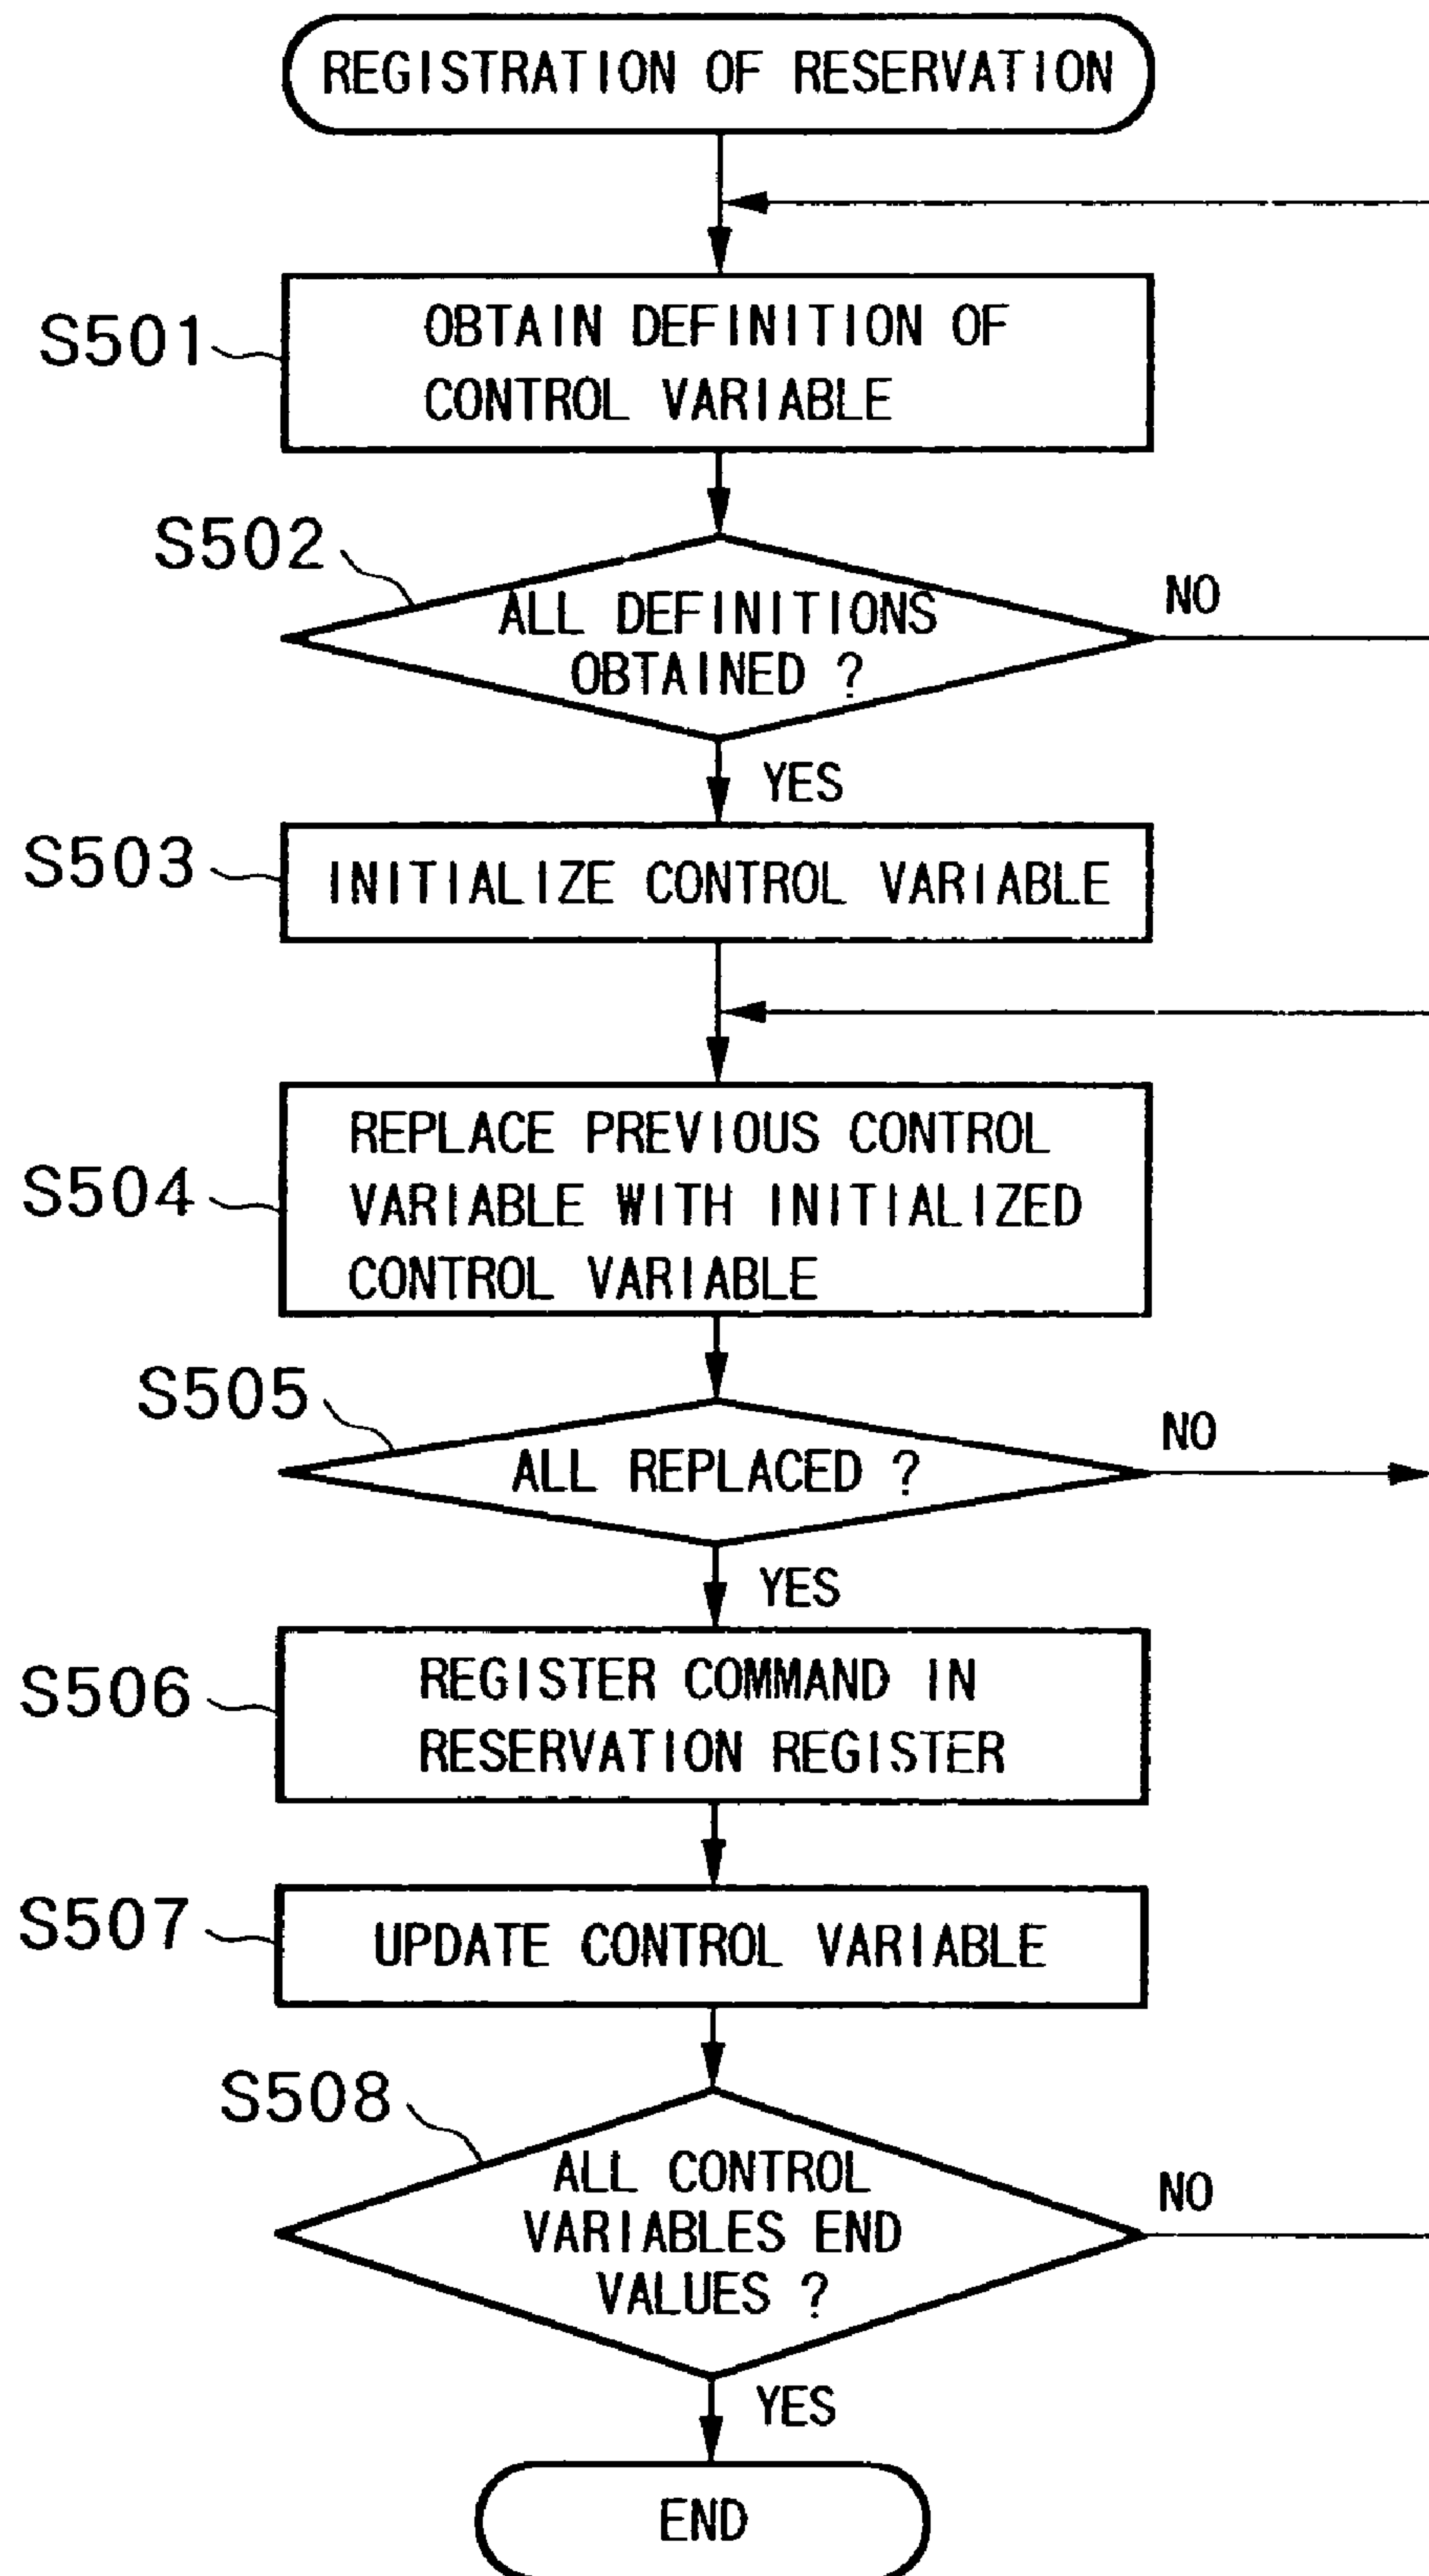 REGISTRATION OF RESERVATION
S501
OBTAIN DEFINITION OF
CONTROL VARIABLE
S502
ALL DEFINITIONS
OBTAINED ?
NO
YES
S503
INITIALIZE CONTROL VARIABLE
S504
REPLACE PREVIOUS CONTROL
VARIABLE WITH INITIALIZED
CONTROL VARIABLE
S505
ALL REPLACED ?
NO
YES
S506
REGISTER COMMAND IN
RESERVATION REGISTER
S507
UPDATE CONTROL VARIABLE
S508
ALL CONTROL
VARIABLES END
VALUES ?
NO
YES
END